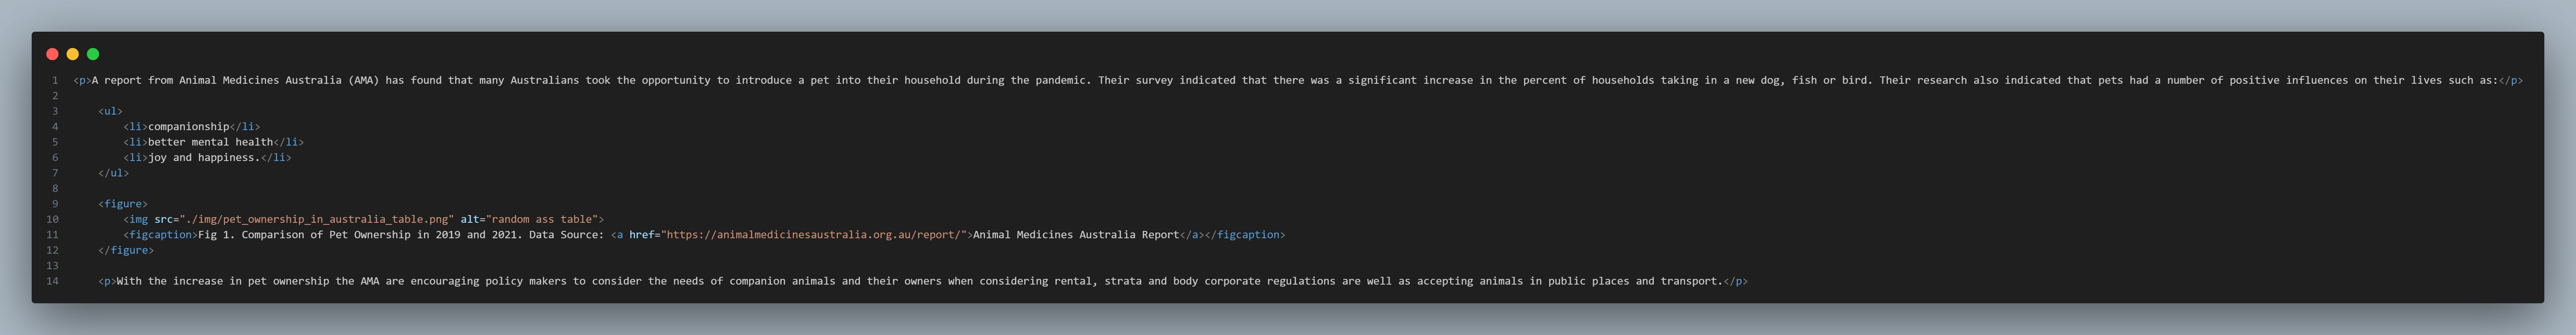 1 <p>A report from Animal Medicines Australia (AMA) has found that many Australians took the opportunity to introduce a pet into their household during the pandemic. Their survey indicated that there was a significant increase in the percent of households taking in a new dog, fish or bird. Their research also indicated that pets had a number of positive influences on their lives such as:</p>
2
3     <ul>
4         <li>companionship</li>
5         <li>better mental health</li>
6         <li>joy and happiness.</li>
7     </ul>
8
9     <figure>
10         <img src="./img/pet_ownership_in_australia_table.png" alt="random ass table">
11         <figcaption>Fig 1. Comparison of Pet Ownership in 2019 and 2021. Data Source: <a href="https://animalmedicinesaustralia.org.au/report/">Animal Medicines Australia Report</a></figcaption>
12     </figure>
13
14     <p>With the increase in pet ownership the AMA are encouraging policy makers to consider the needs of companion animals and their owners when considering rental, strata and body corporate regulations are well as accepting animals in public places and transport.</p>